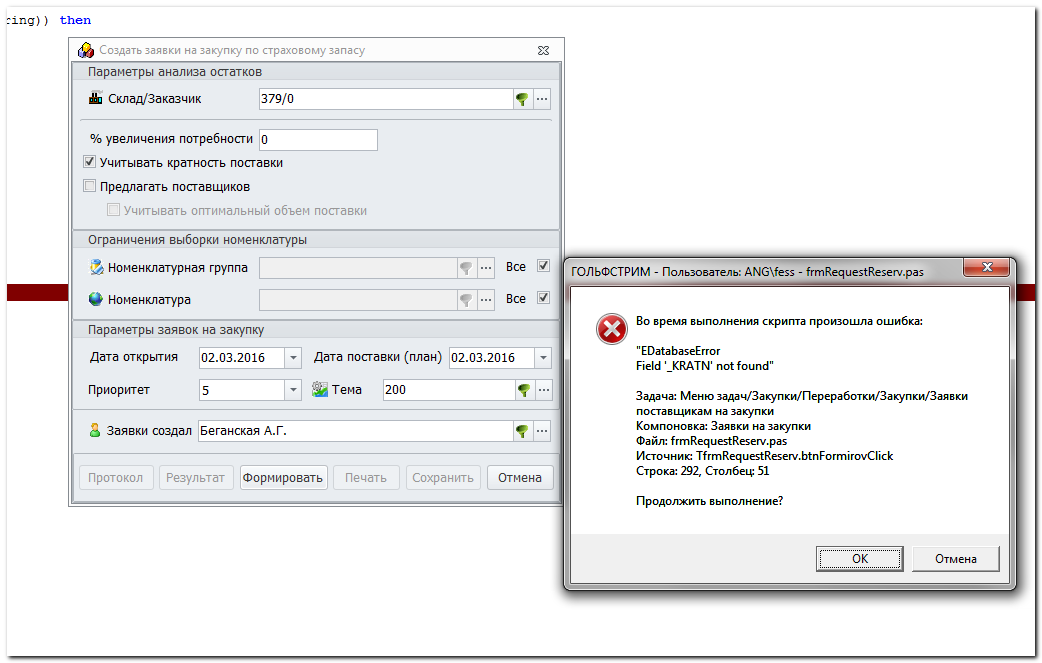 ring)) then
Создать заявки на закупку по страховому запасу
Параметры анализа остатков
Склад/Заказчик 379/0 ...
% увеличения потребности 0
Учитывать кратность поставки
Предлагать поставщиков
Учитывать оптимальный объем поставки
Ограничения выборки номенклатуры
Номенклатурная группа ... Все
Номенклатура ... Все
Параметры заявок на закупку
Дата открытия 02.03.2016 Дата поставки (план) 02.03.2016
Приоритет 5 Тема 200 ...
Заявки создал Беганская А.Г. ...
Протокол Результат Формировать Печать Сохранить Отмена
ГОЛЬФСТРИМ - Пользователь: ANG\fess - frmRequestReserv.pas
Во время выполнения скрипта произошла ошибка:
"EDatabaseError
Field '_KRATN' not found"
Задача: Меню задач/Закупки/Переработки/Закупки/Заявки
поставщикам на закупки
Компоновка: Заявки на закупки
Файл: frmRequestReserv.pas
Источник: TfrmRequestReserv.btnFormirovClick
Строка: 292, Столбец: 51
Продолжить выполнение?
ОК Отмена